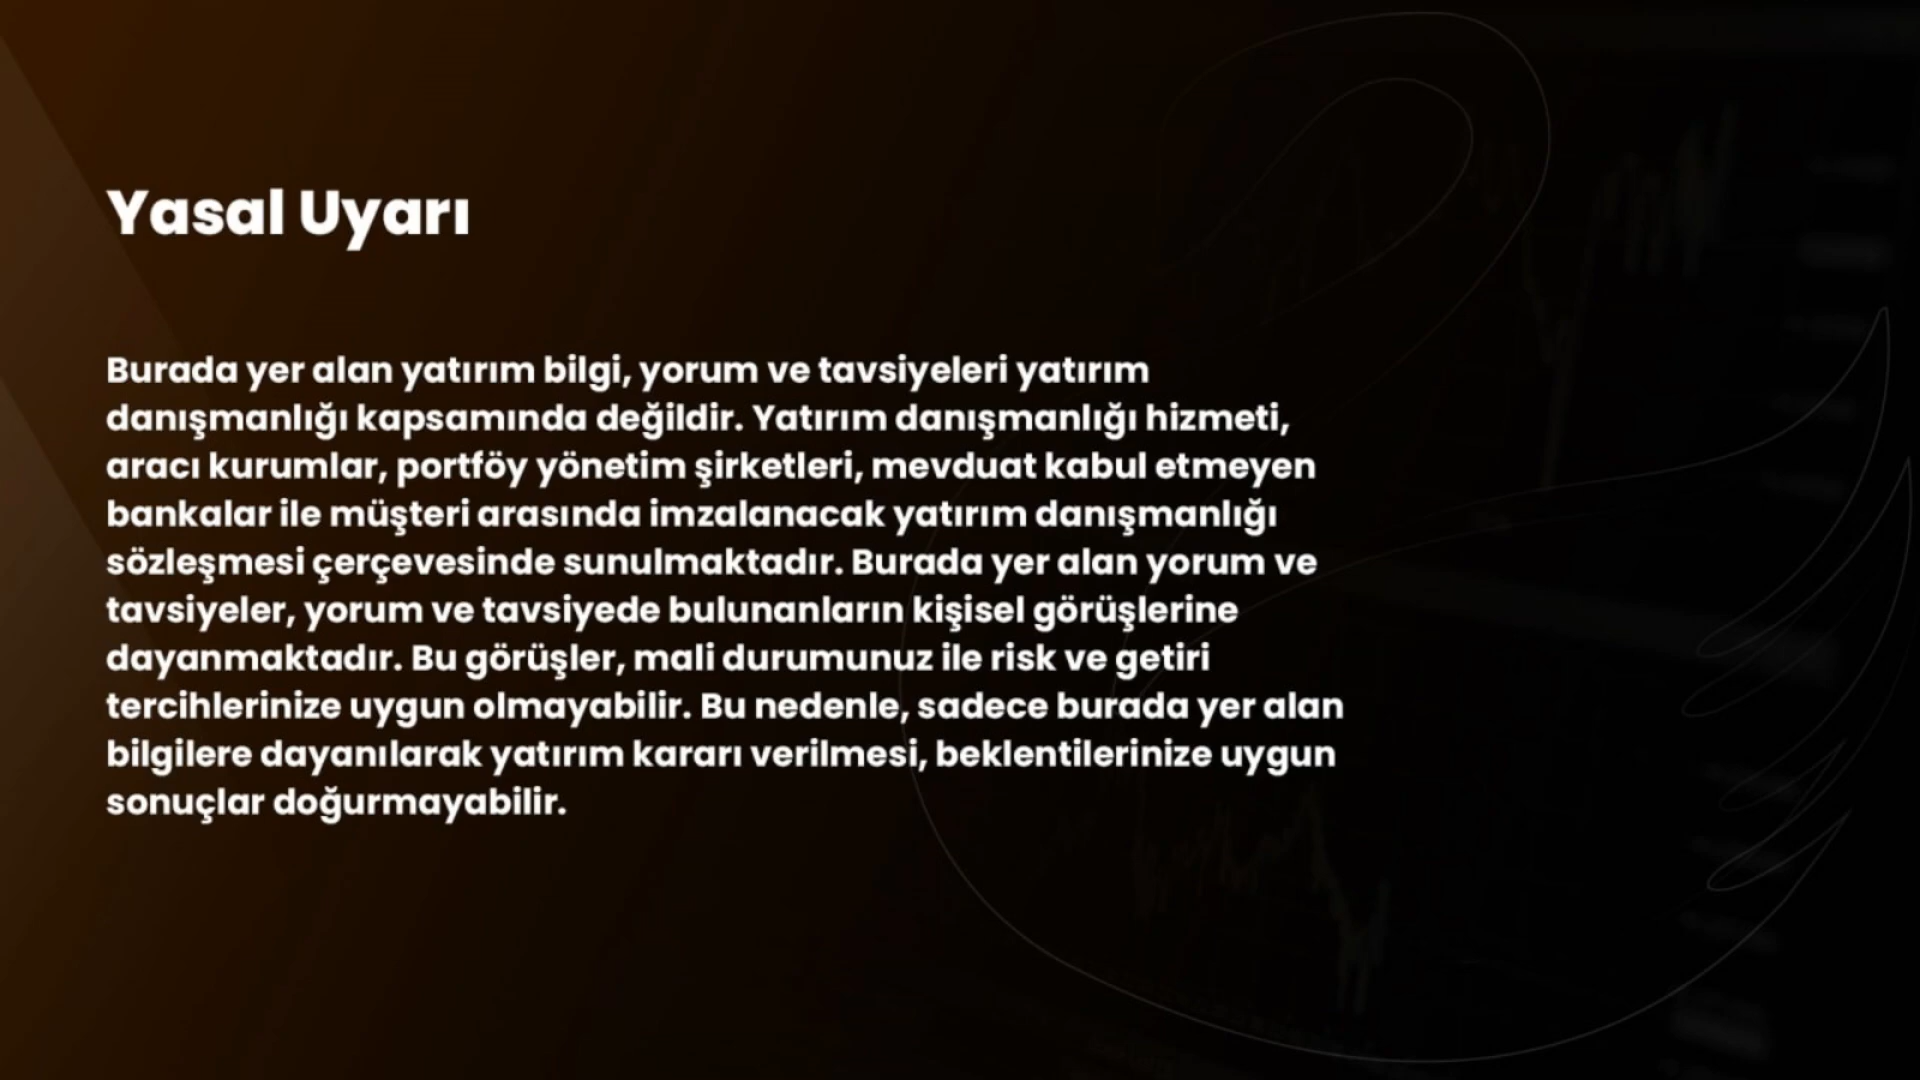 Yasal Uyarı
Burada yer alan yatırım bilgi, yorum ve tavsiyeleri yatırım
danışmanlığı kapsamında değildir. Yatırım danışmanlığı hizmeti,
aracı kurumlar, portföy yönetim şirketleri, mevduat kabul etmeyen
bankalar ile müşteri arasında imzalanacak yatırım danışmanlığı
sözleşmesi çerçevesinde sunulmaktadır. Burada yer alan yorum ve
tavsiyeler, yorum ve tavsiyede bulunanların kişisel görüşlerine
dayanmaktadır. Bu görüşler, mali durumunuz ile risk ve getiri
tercihlerinize uygun olmayabilir. Bu nedenle, sadece burada yer alan
bilgilere dayanılarak yatırım kararı verilmesi, beklentilerinize uygun
sonuçlar doğurmayabilir.